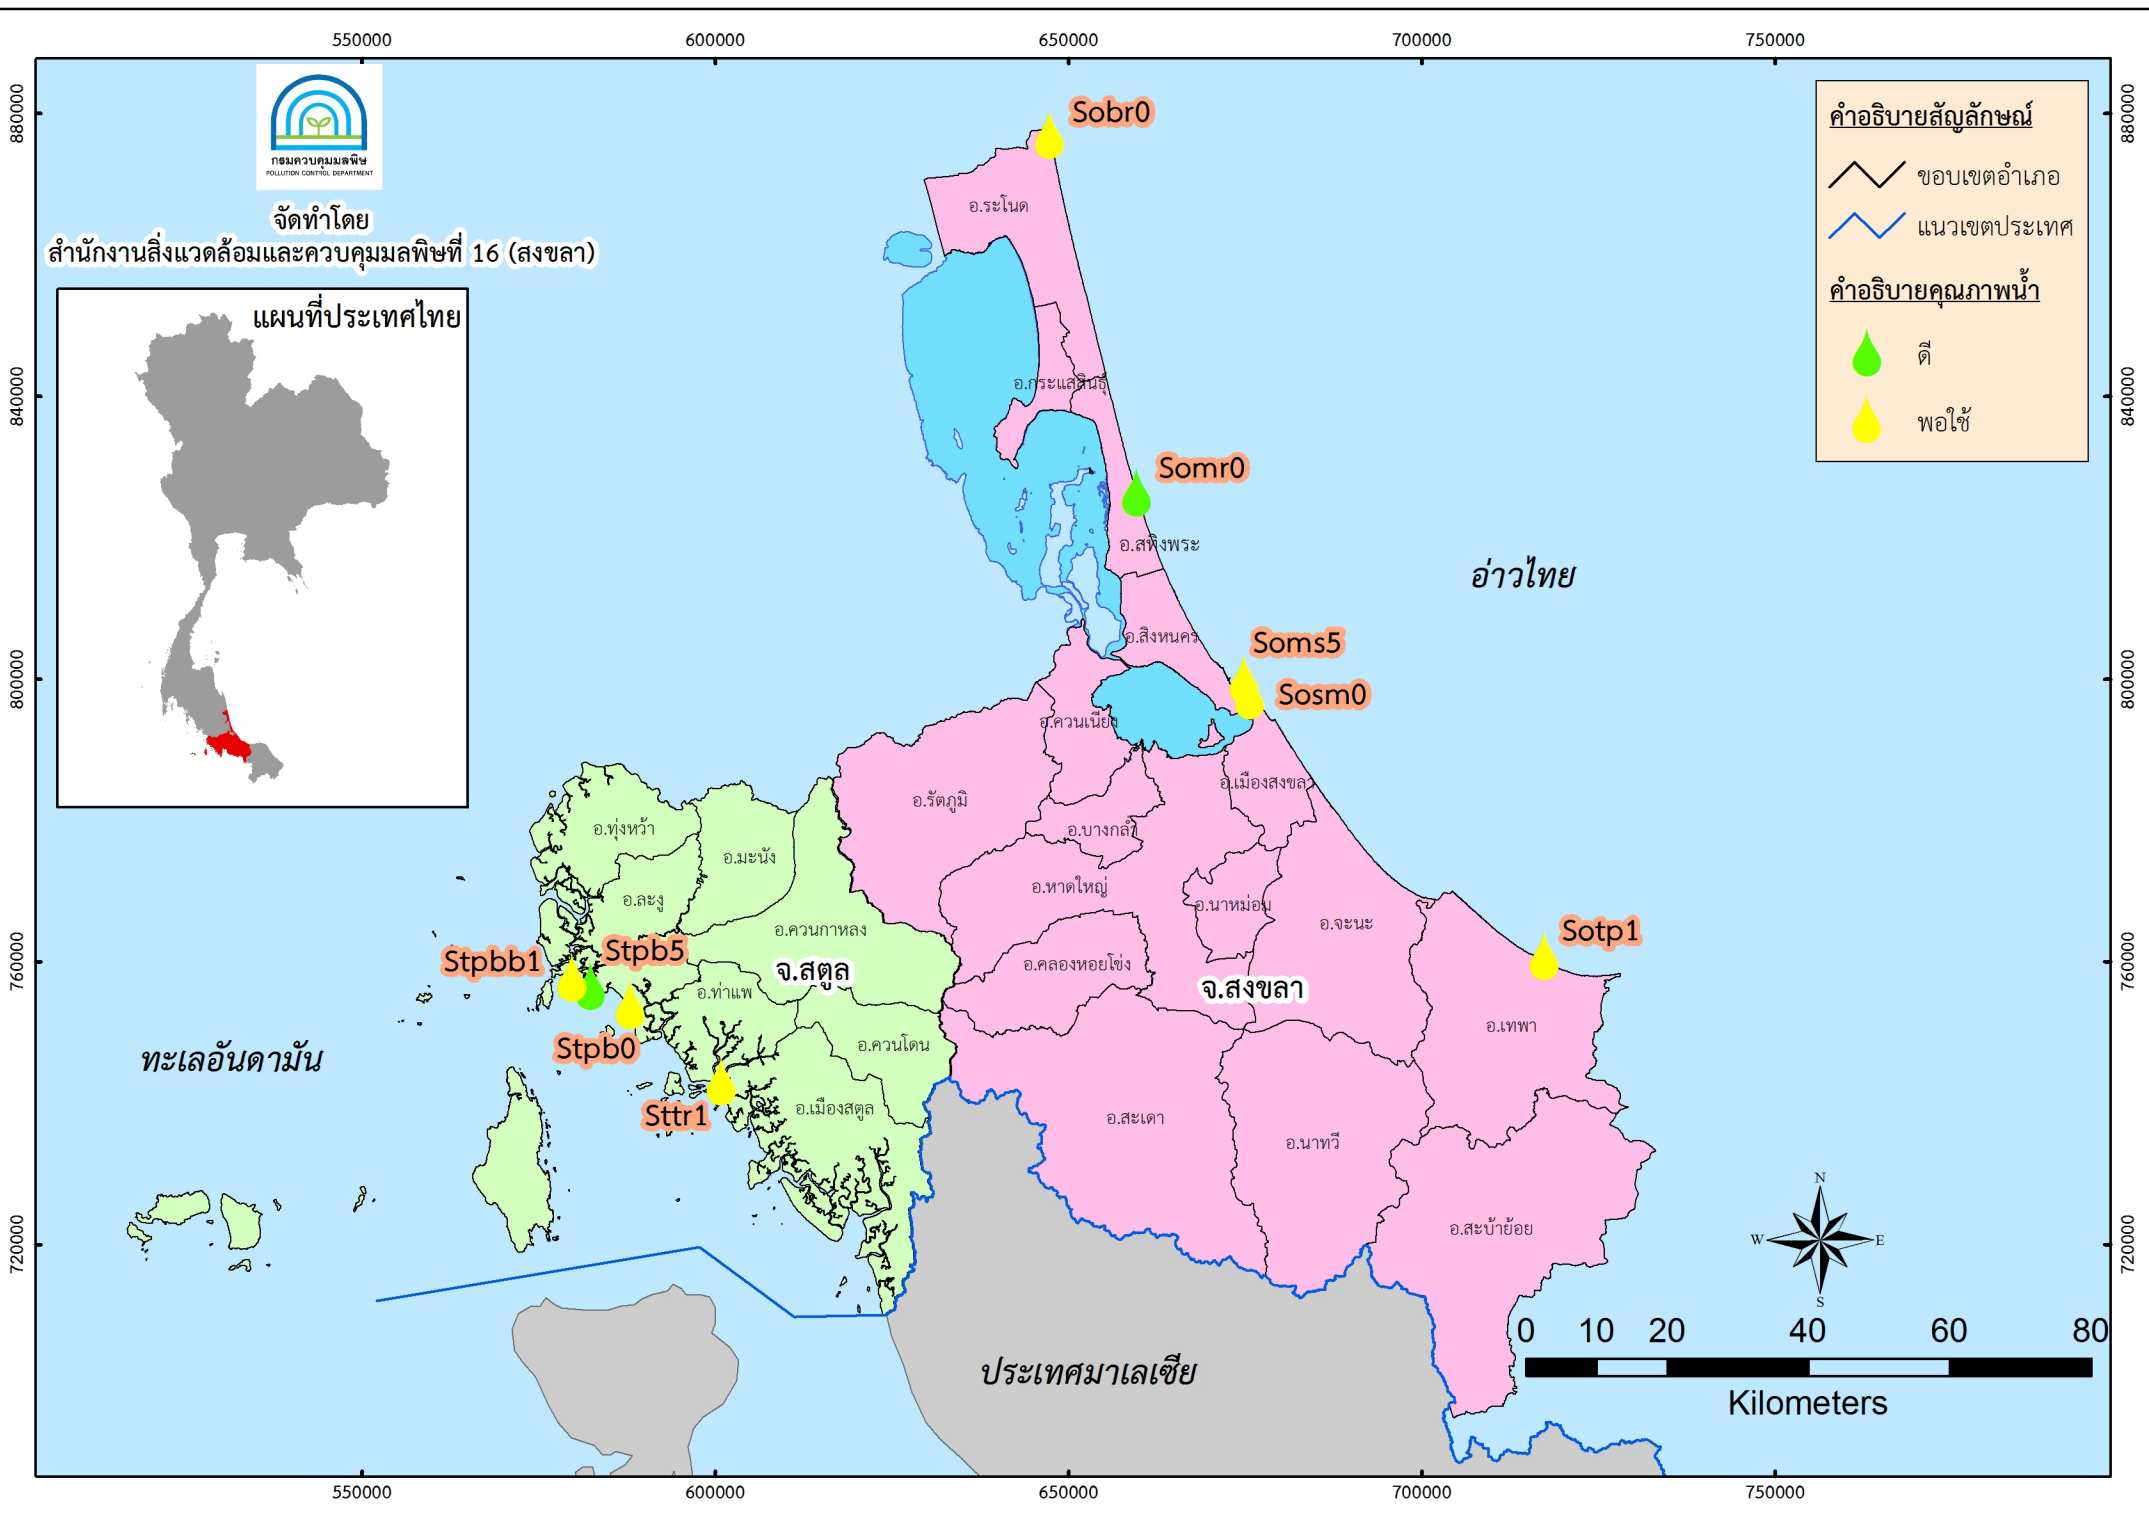 550000 600000 650000 700000 750000
880000
840000
800000
760000
720000
กรมควบคุมมลพิษ
POLLUTION CONTROL DEPARTMENT
จัดทำโดย
สำนักงานสิ่งแวดล้อมและควบคุมมลพิษที่ 16 (สงขลา)
แผนที่ประเทศไทย
คำอธิบายสัญลักษณ์
ขอบเขตอำเภอ
แนวเขตประเทศ
คำอธิบายคุณภาพน้ำ
ดี
พอใช้
Sobr0
อ.ระโนด
อ.กระแสสินธุ์
Somr0
อ.สทิงพระ
อ่าวไทย
อ.สิงหนคร
Soms5
Sosm0
อ.ควนเนียง
อ.เมืองสงขลา
อ.รัตภูมิ
อ.บางกล่ำ
อ.ทุ่งหว้า
อ.มะนัง
อ.หาดใหญ่
อ.ละงู
อ.นาหม่อม
อ.จะนะ
อ.ควนกาหลง
Sotp1
Stpbb1
Stpb5
อ.คลองหอยโข่ง
จ.สตูล
จ.สงขลา
อ.ท่าแพ
อ.เทพา
Stpb0
อ.ควนโดน
ทะเลอันดามัน
Sttr1
อ.เมืองสตูล
อ.สะเดา
อ.นาทวี
อ.สะบ้าย้อย
N
W E
S
0 10 20 40 60 80
Kilometers
ประเทศมาเลเซีย
880000
840000
800000
760000
720000
550000 600000 650000 700000 750000